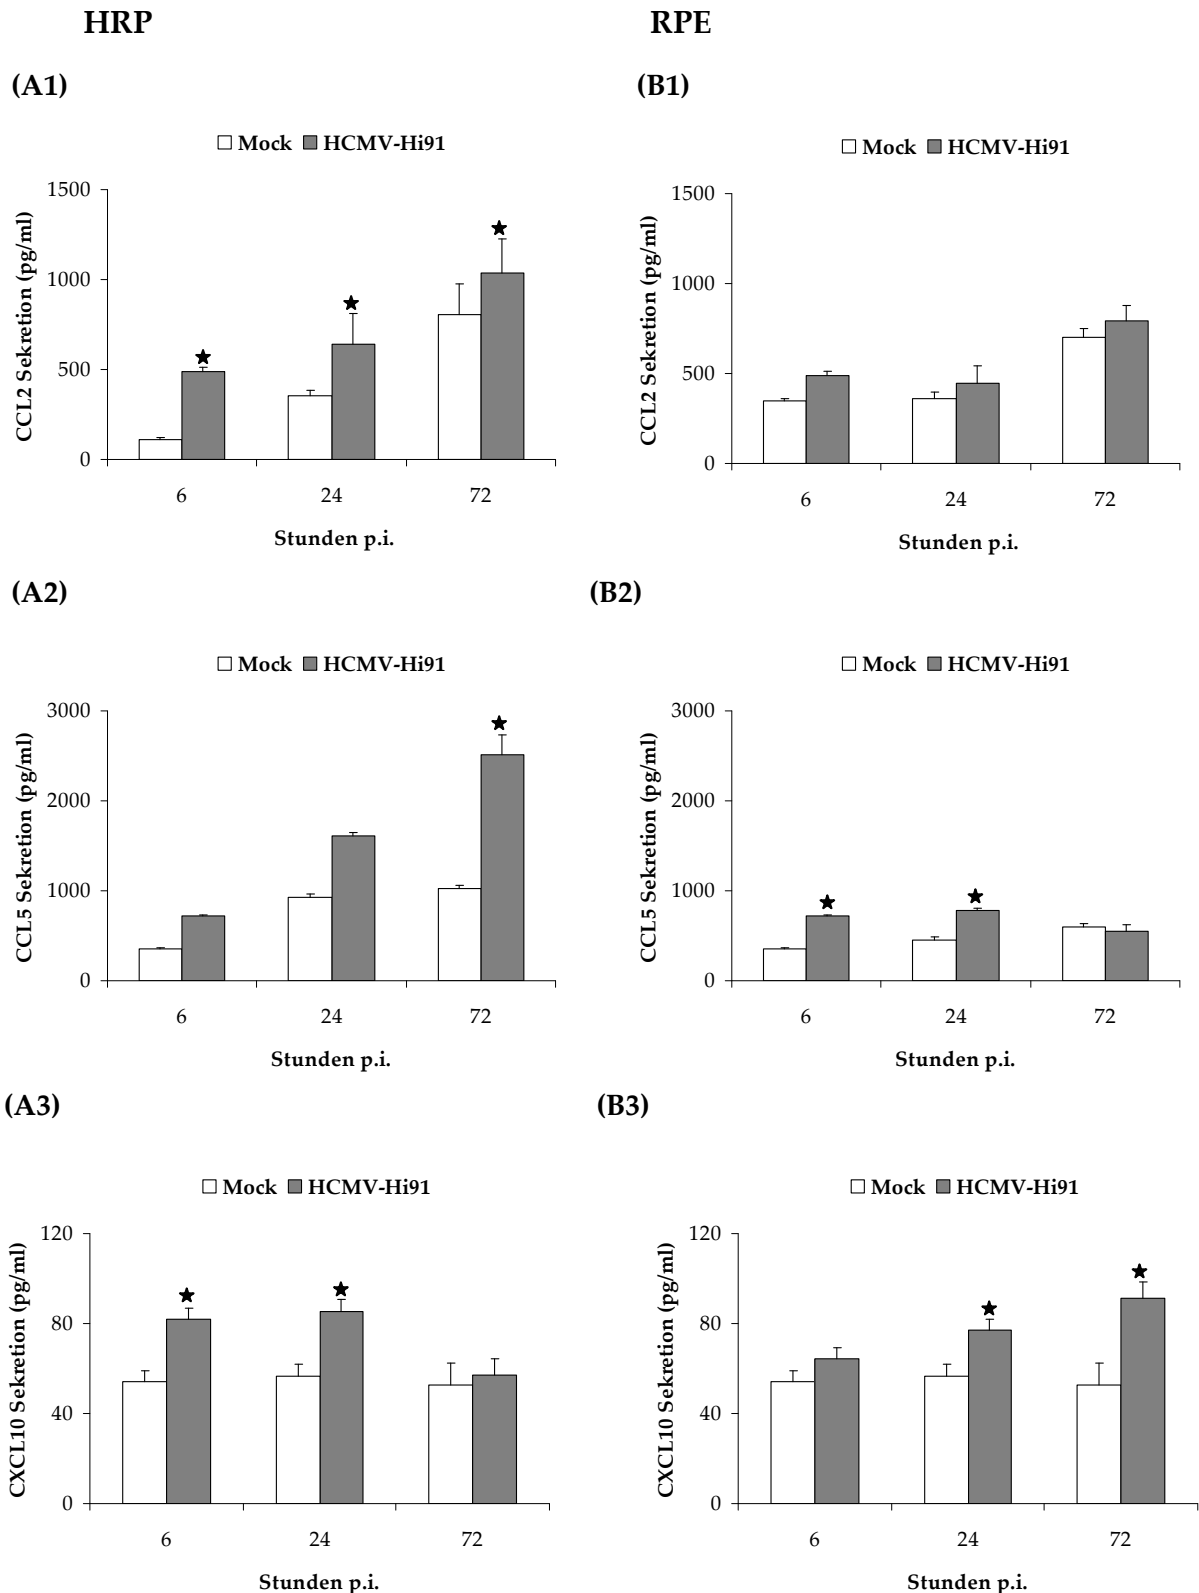 HRP
RPE
(A1)
(B1)
Mock HCMV-Hi91
Mock HCMV-Hi91
CCL2 Sekretion (pg/ml)
1500
1000
500
0
6 24 72
Stunden p.i.
CCL2 Sekretion (pg/ml)
1500
1000
500
0
6 24 72
Stunden p.i.
(A2)
(B2)
Mock HCMV-Hi91
Mock HCMV-Hi91
CCL5 Sekretion (pg/ml)
3000
2000
1000
0
6 24 72
Stunden p.i.
CCL5 Sekretion (pg/ml)
3000
2000
1000
0
6 24 72
Stunden p.i.
(A3)
(B3)
Mock HCMV-Hi91
Mock HCMV-Hi91
CXCL10 Sekretion (pg/ml)
120
80
40
0
6 24 72
Stunden p.i.
CXCL10 Sekretion (pg/ml)
120
80
40
0
6 24 72
Stunden p.i.